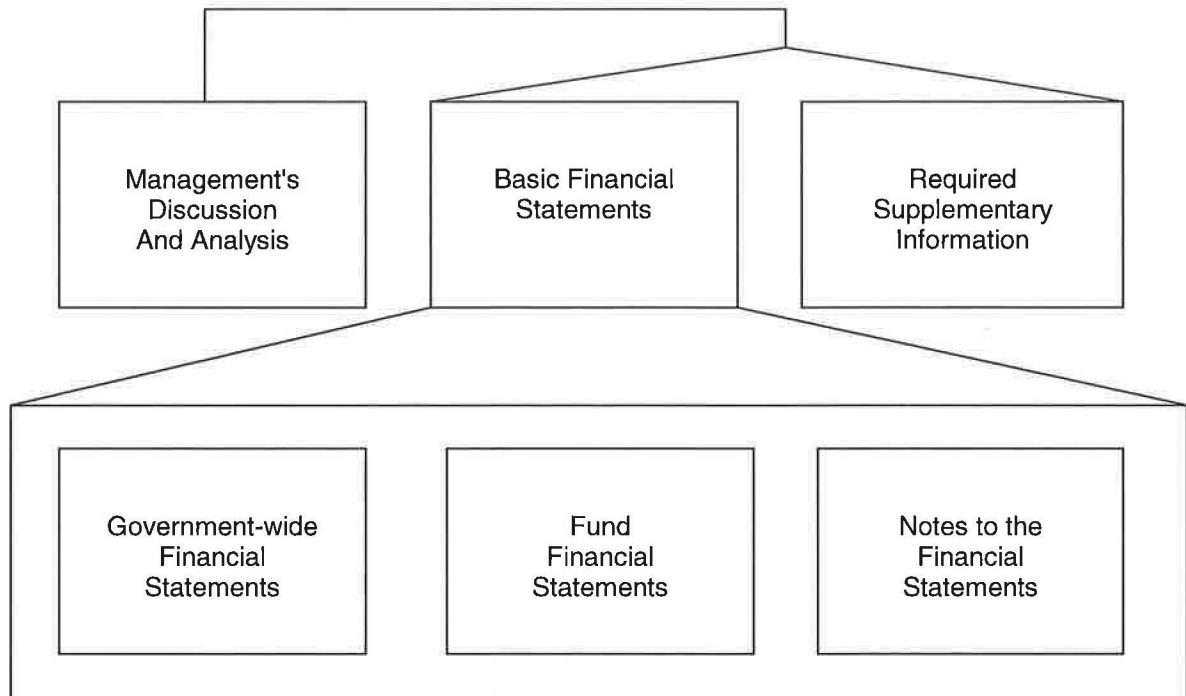 Management's
Discussion
And Analysis
Basic Financial
Statements
Required
Supplementary
Information
Government-wide
Financial
Statements
Fund
Financial
Statements
Notes to the
Financial
Statements